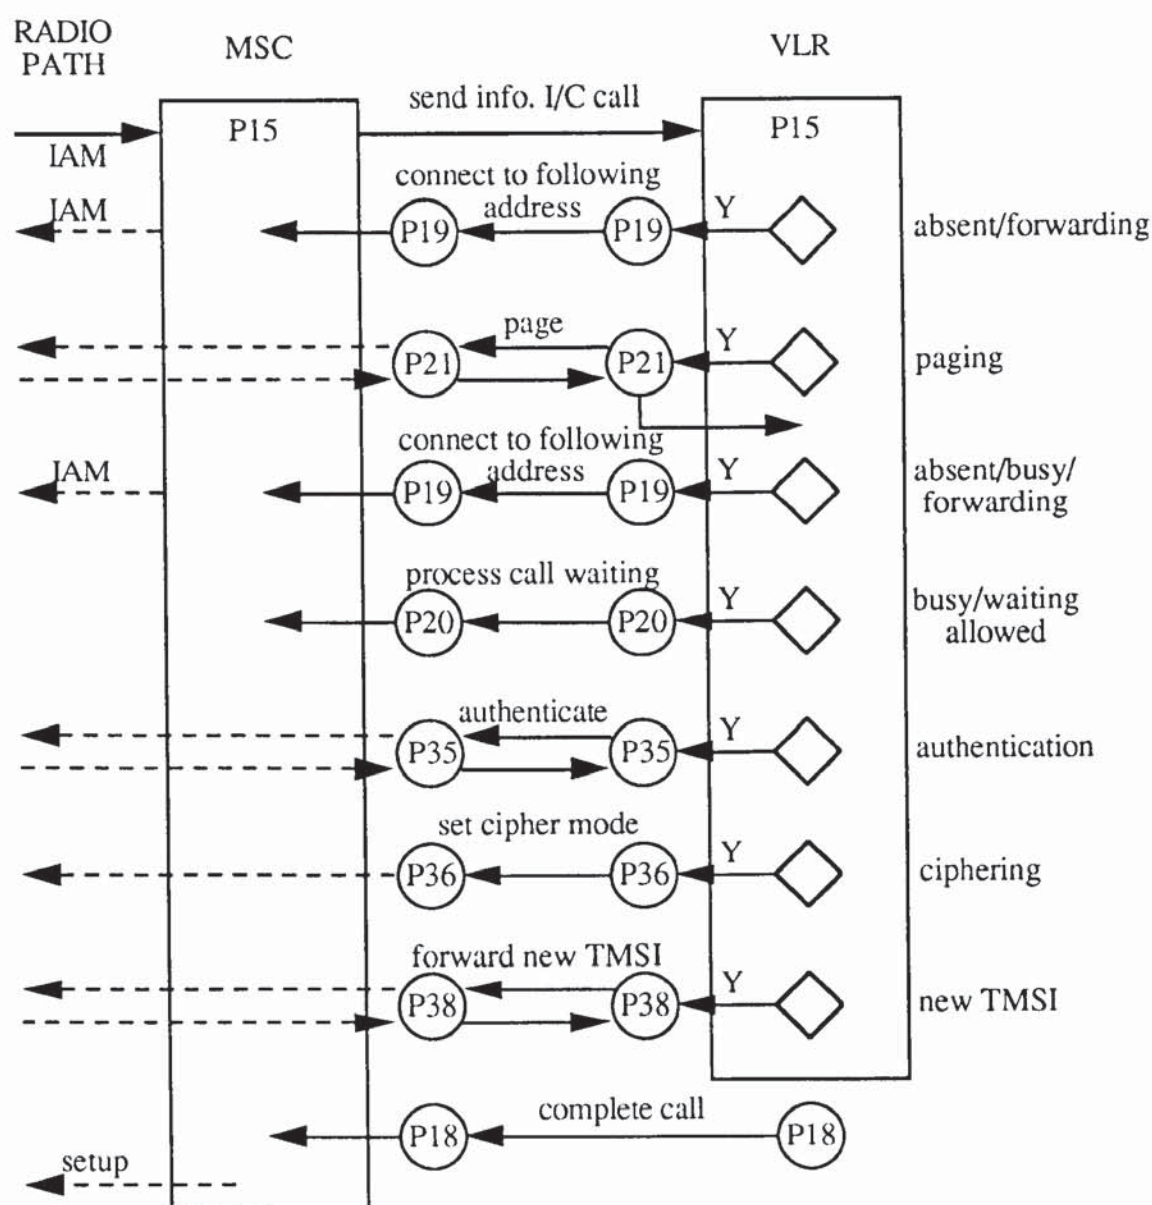 RADIO
PATH
MSC
VLR
send info. I/C call
P15
P15
IAM
connect to following
address
IAM
P19
P19
Y
absent/forwarding
page
P21
P21
Y
paging
connect to following
address
IAM
P19
P19
Y
absent/busy/
forwarding
process call waiting
P20
P20
Y
busy/waiting
allowed
authenticate
P35
P35
Y
authentication
set cipher mode
P36
P36
Y
ciphering
forward new TMSI
P38
P38
Y
new TMSI
complete call
P18
P18
setup